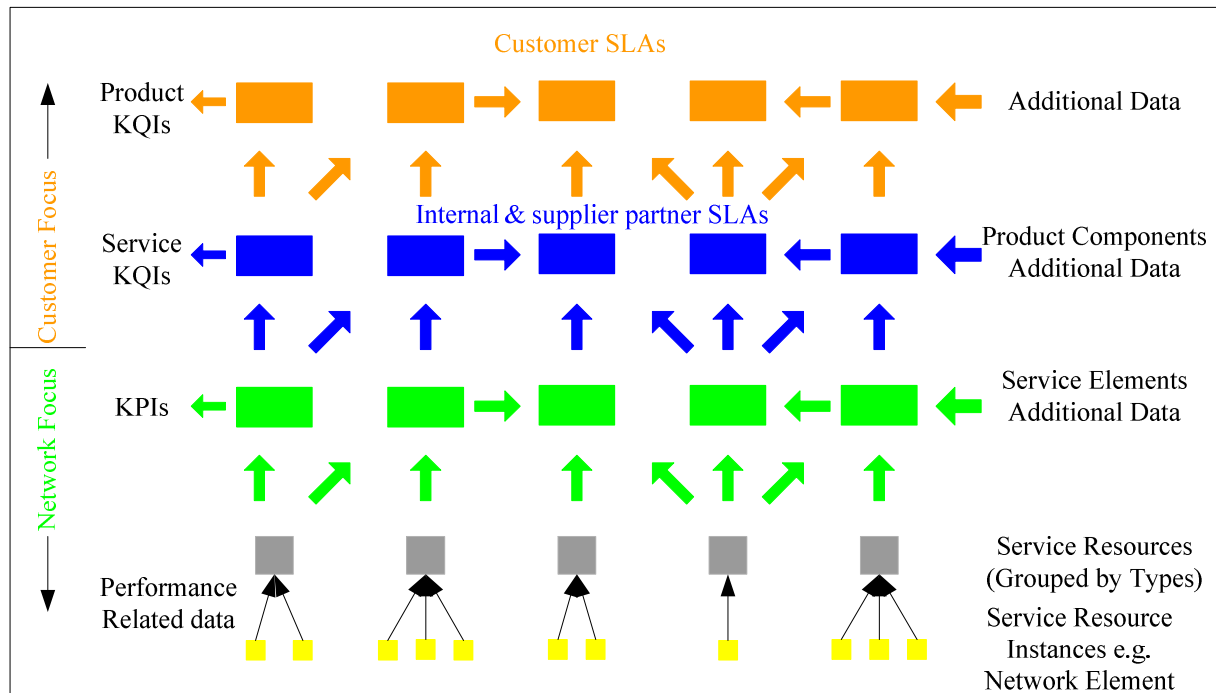 Customer SLAs
Product
KQIs
Additional Data
Customer Focus
Internal & supplier partner SLAs
Service
KQIs
Product Components
Additional Data
Network Focus
KPIs
Service Elements
Additional Data
Performance
Related data
Service Resources
(Grouped by Types)
Service Resource
Instances e.g.
Network Element